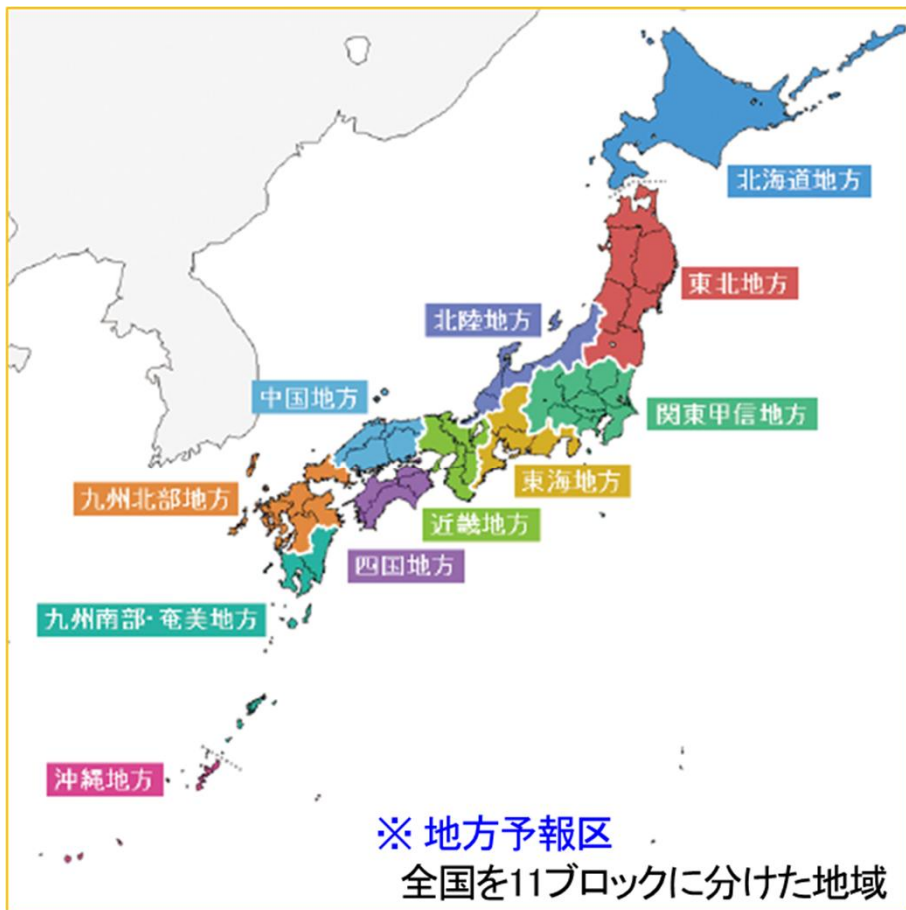 北海道地方
東北地方
北陸地方
中国地方
関東甲信地方
東海地方
九州北部地方
近畿地方
四国地方
九州南部・奄美地方
沖縄地方
※ 地方予報区
全国を11ブロックに分けた地域